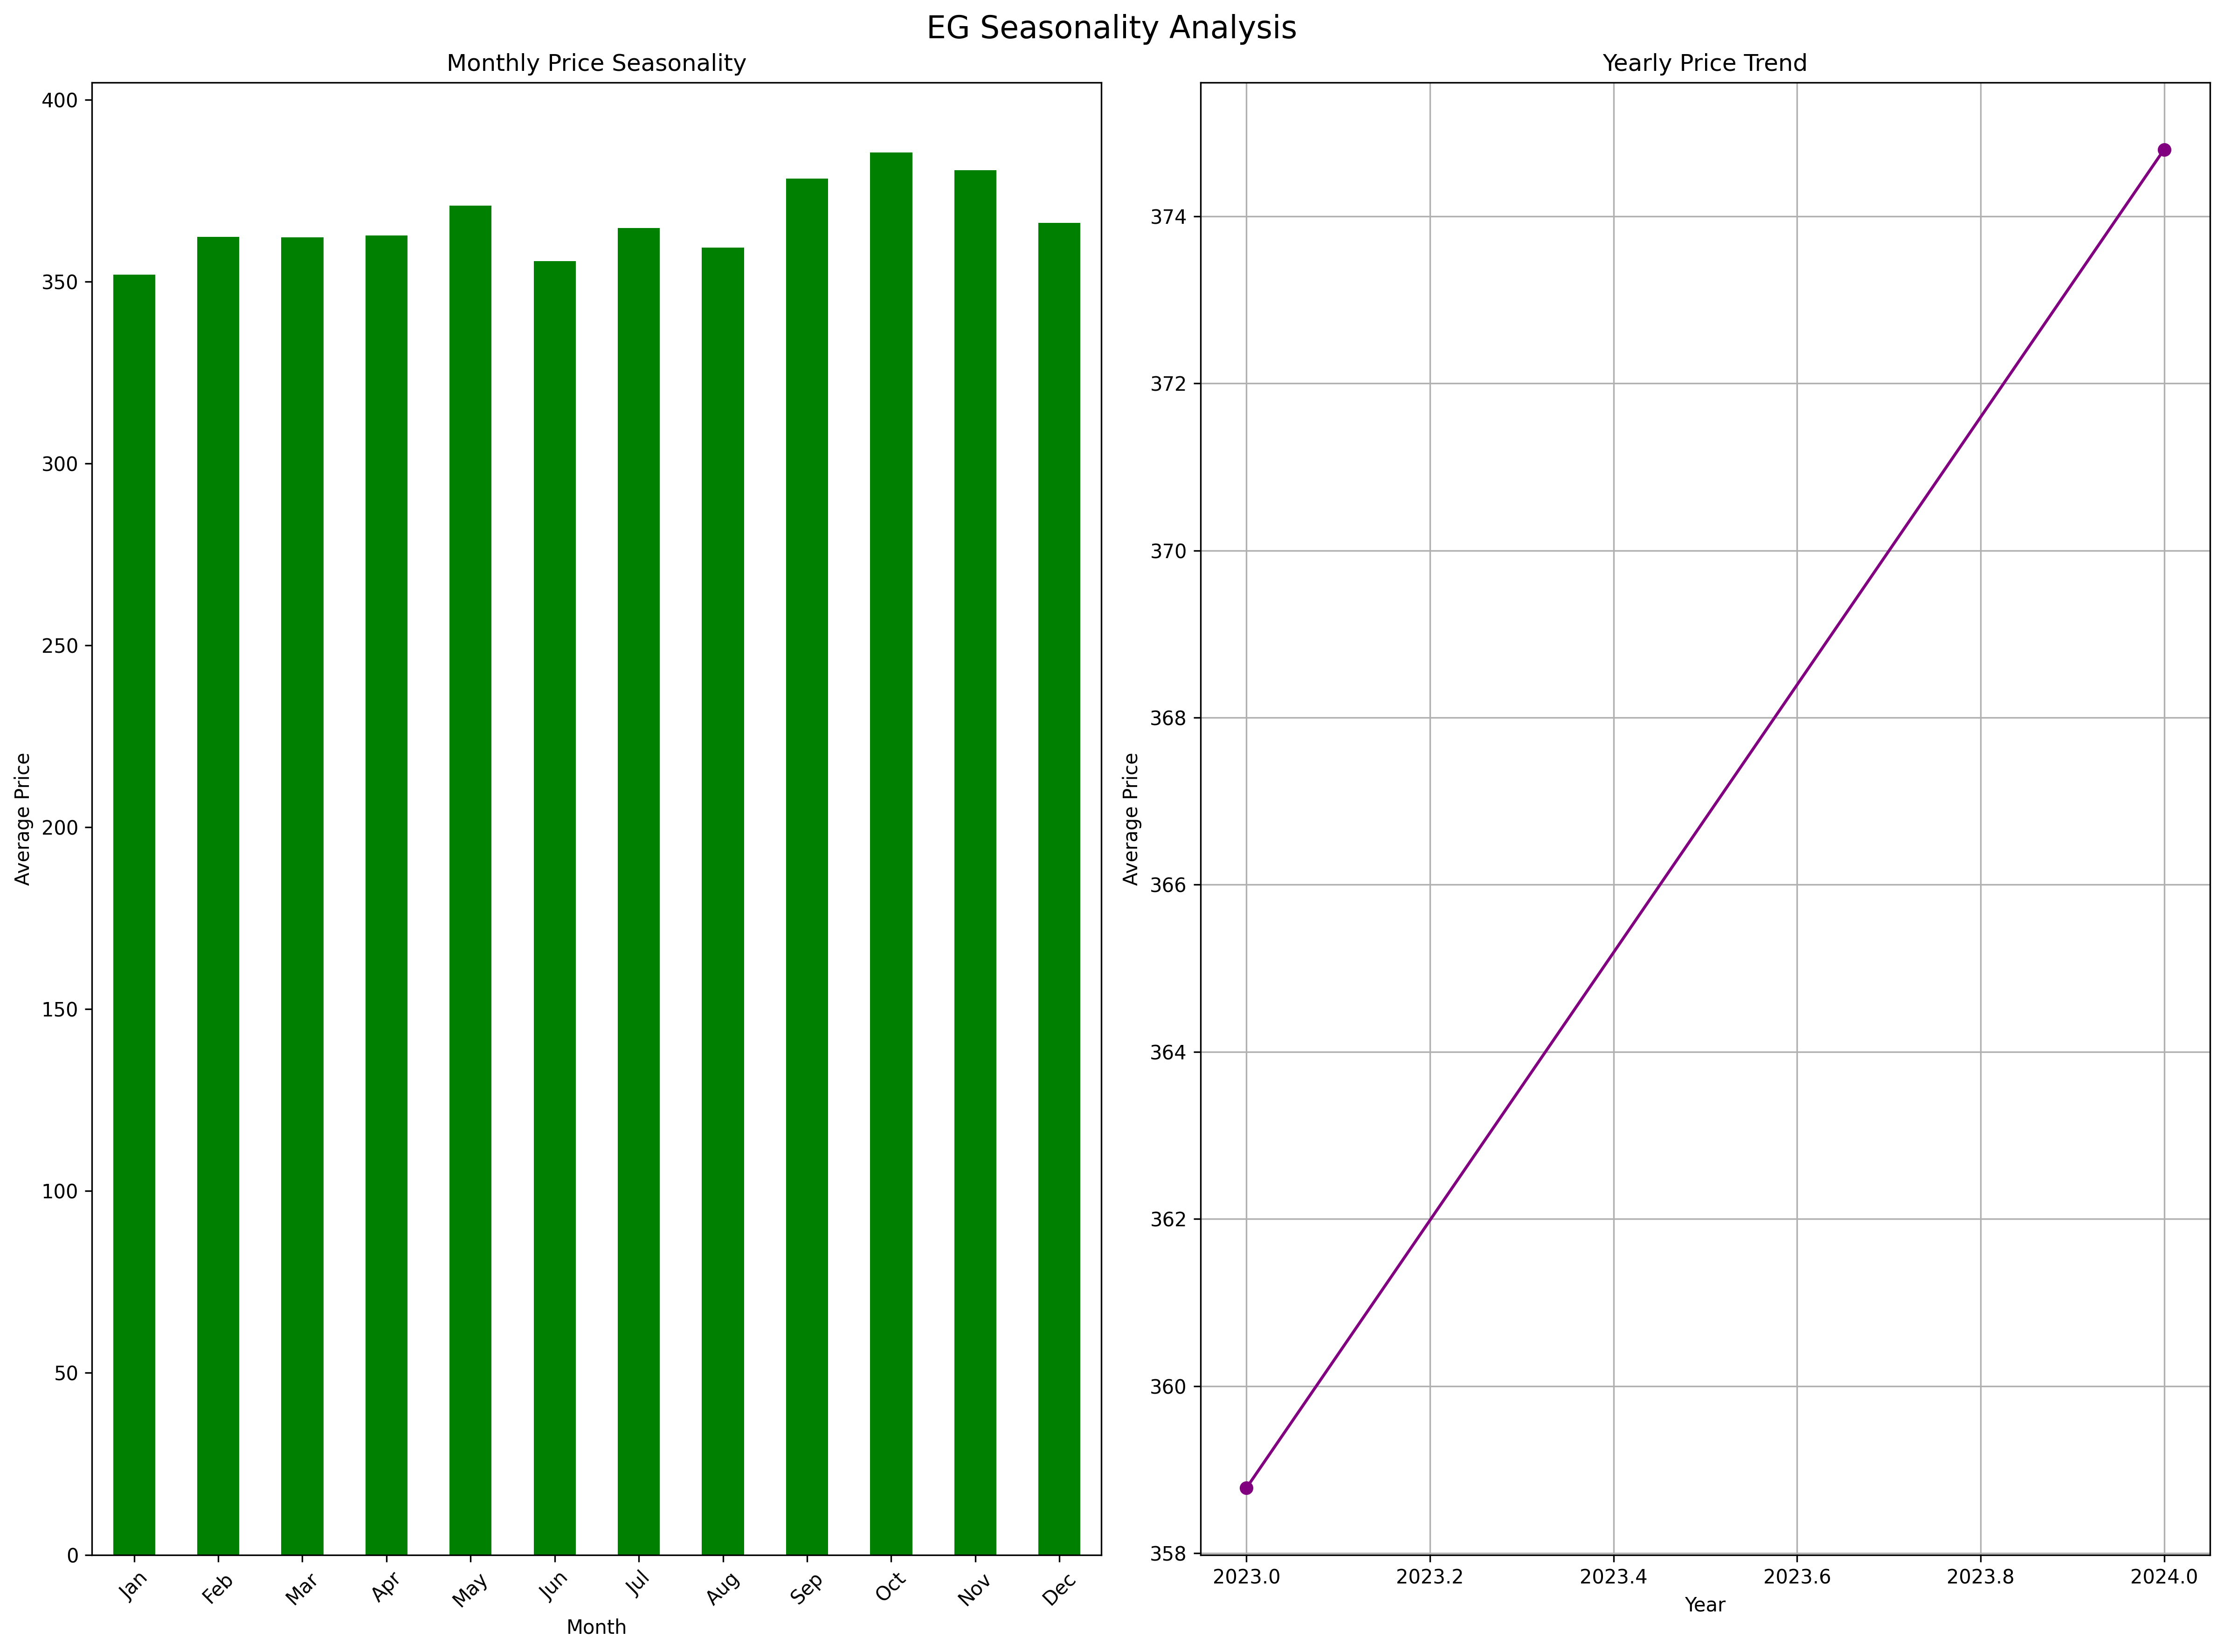 EG Seasonality Analysis
Monthly Price Seasonality
Average Price
400
350
300
250
200
150
100
50
0
Jan Feb Mar Apr May Jun Jul Aug Sep Oct Nov Dec
Month
Yearly Price Trend
Average Price
374
372
370
368
366
364
362
360
358
2023.0 2023.2 2023.4 2023.6 2023.8 2024.0
Year